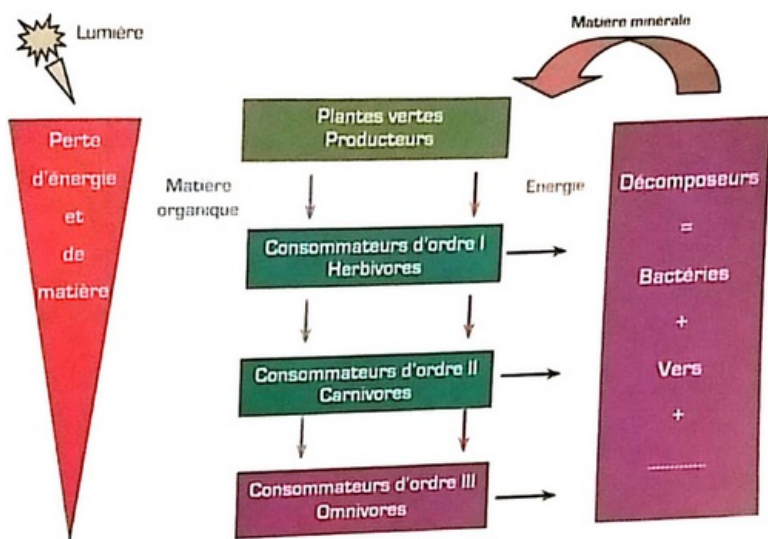 Lumière
Matière minérale
Perte
d'énergie
et
de
matière
Plantes vertes
Producteurs
Matière
organique
Energie
Consommateurs d'ordre I
Herbivores
Consommateurs d'ordre II
Carnivores
Consommateurs d'ordre III
Omnivores
Décomposeurs
=
Bactéries
+
Vers
+
.............